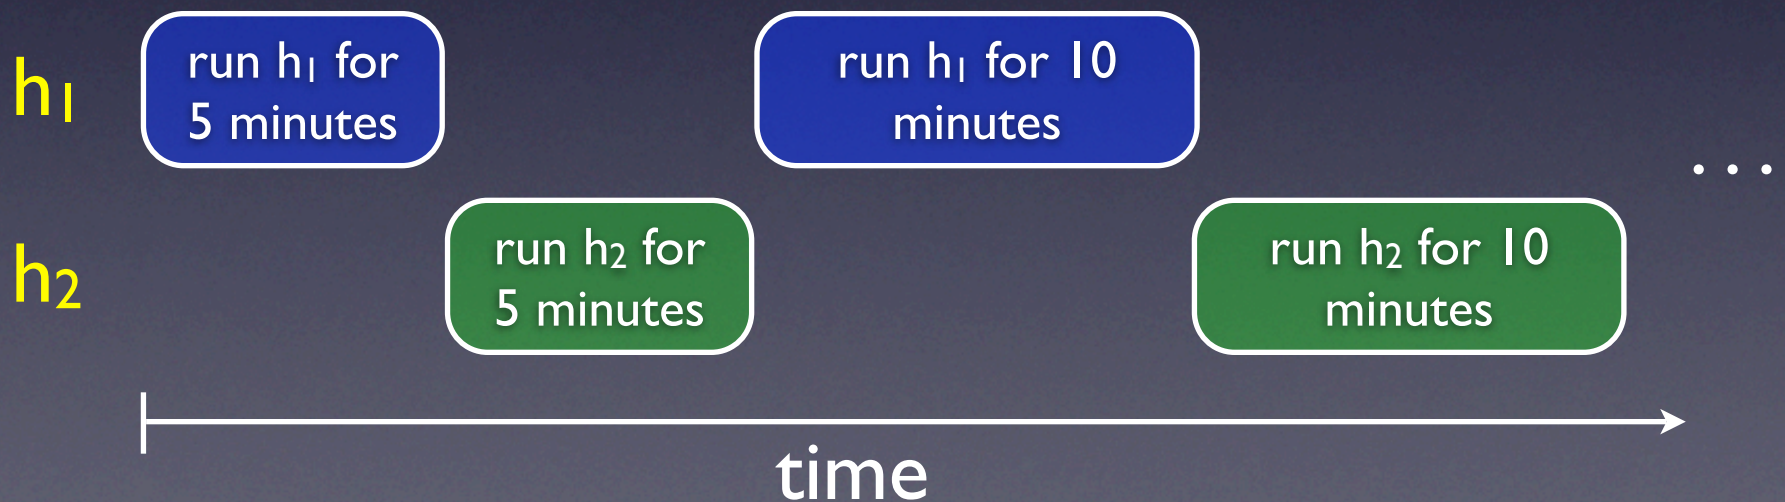 h₁
run h₁ for
5 minutes
run h₁ for 10
minutes
...
h₂
run h₂ for
5 minutes
run h₂ for 10
minutes
time